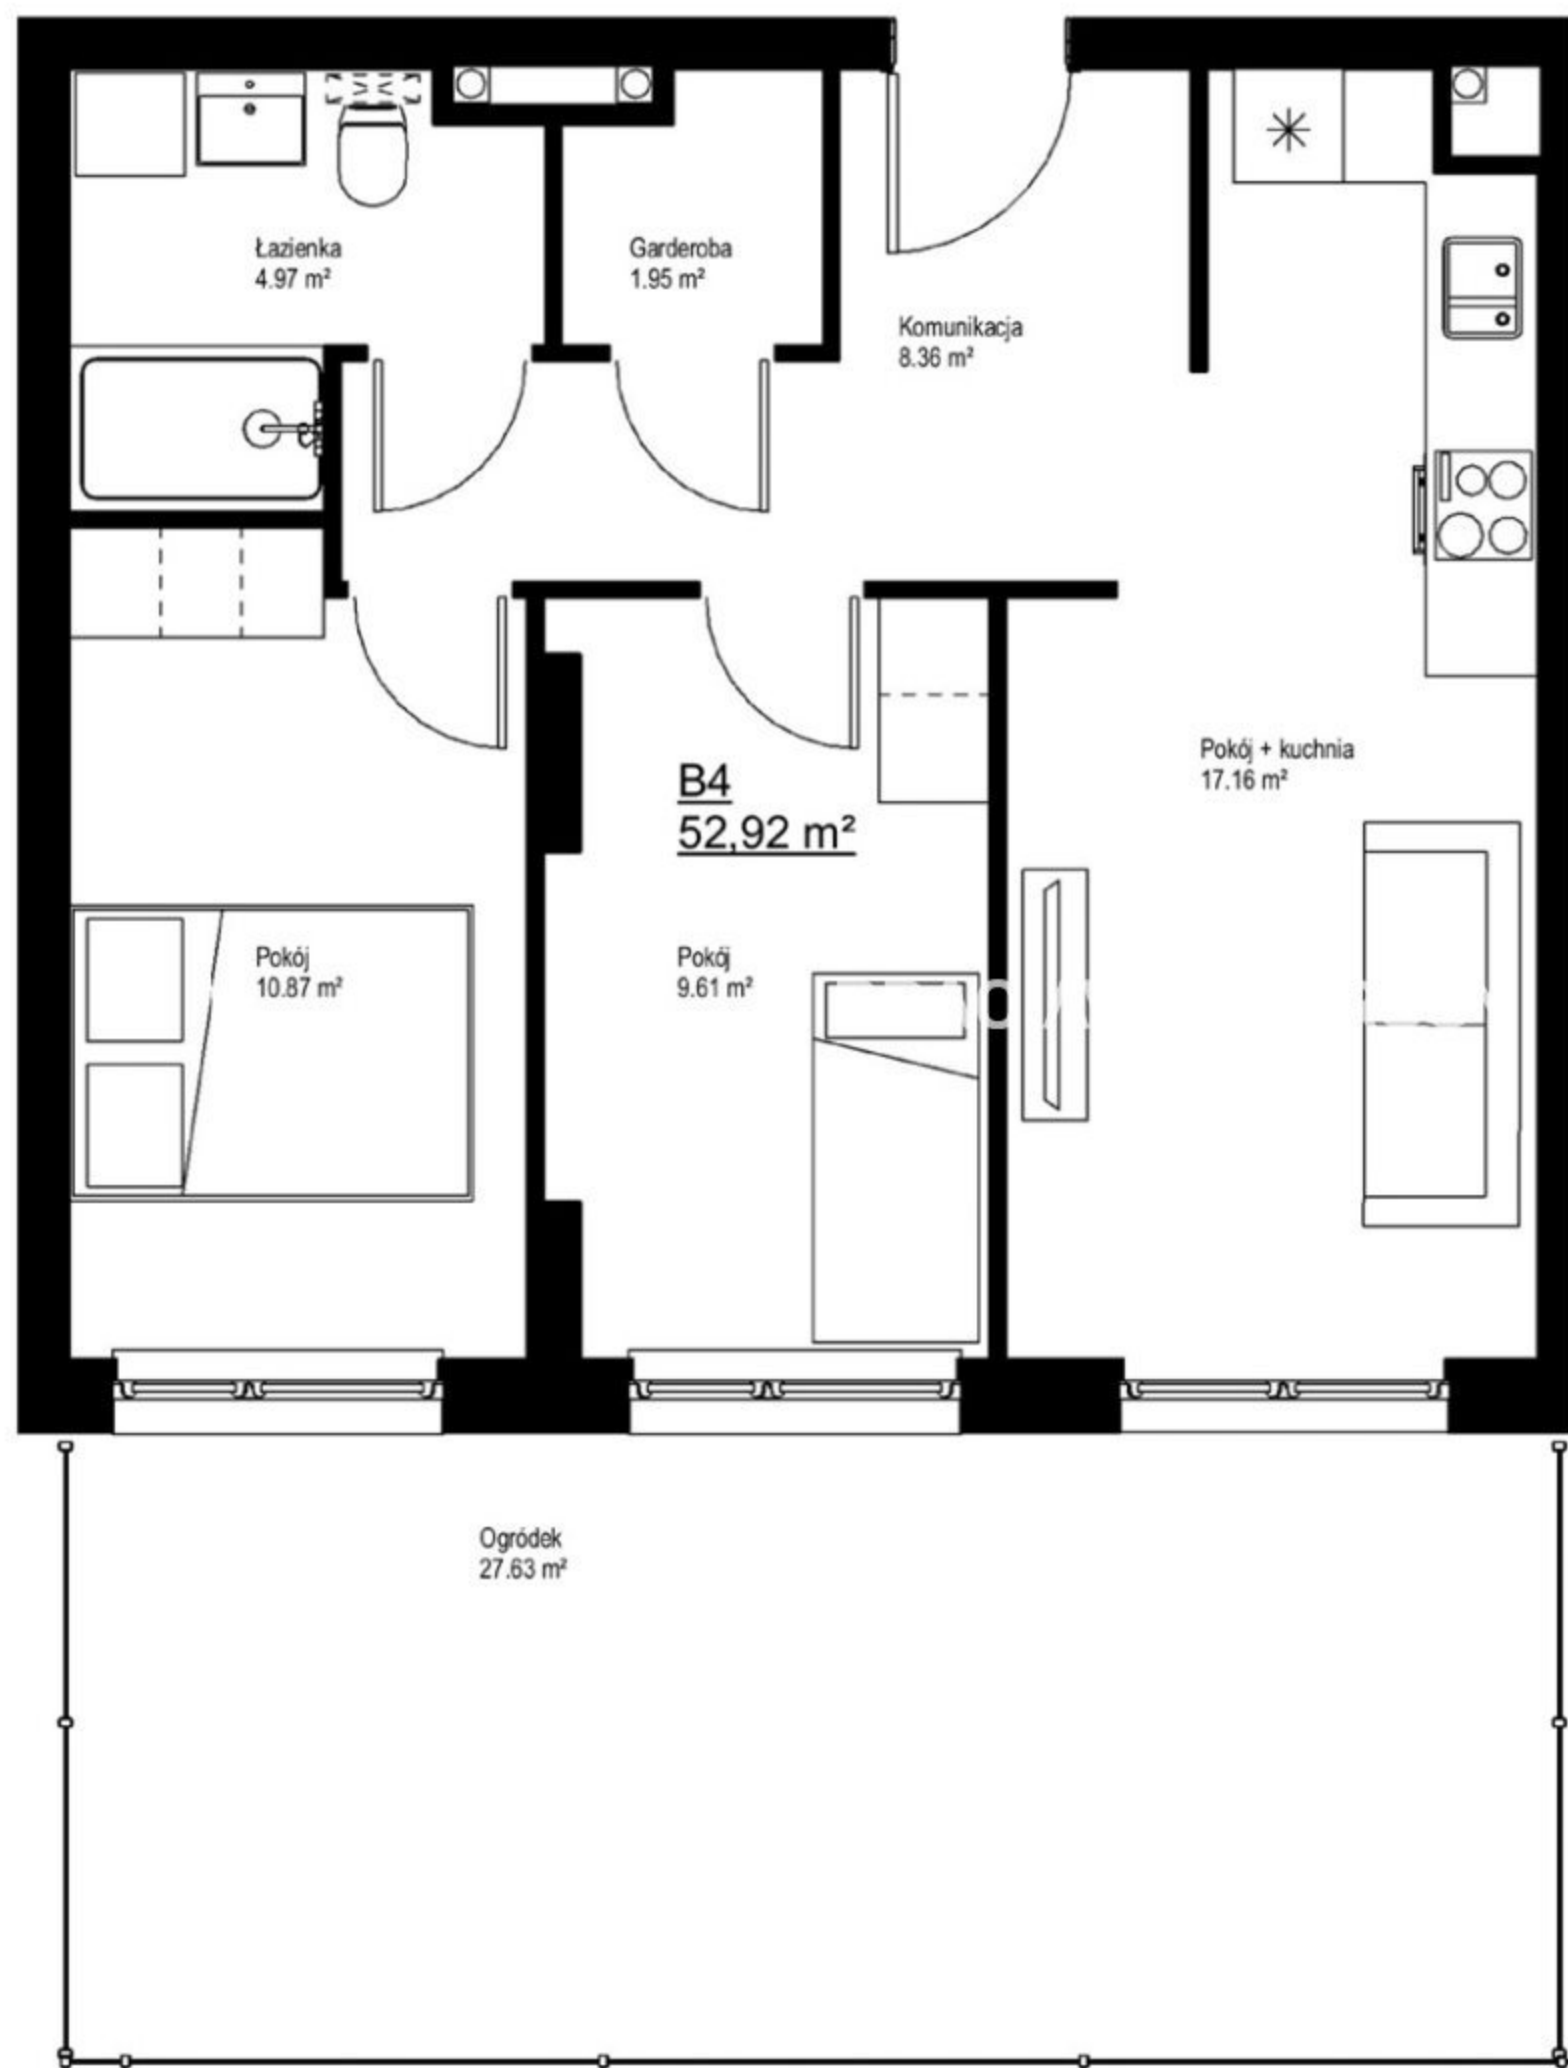 Łazienka
4.97 m²
Garderoba
1.95 m²
Komunikacja
8.36 m²
B4
52,92 m²
Pokój + kuchnia
17.16 m²
Pokój
10.87 m²
Pokój
9.61 m²
Ogródek
27.63 m²